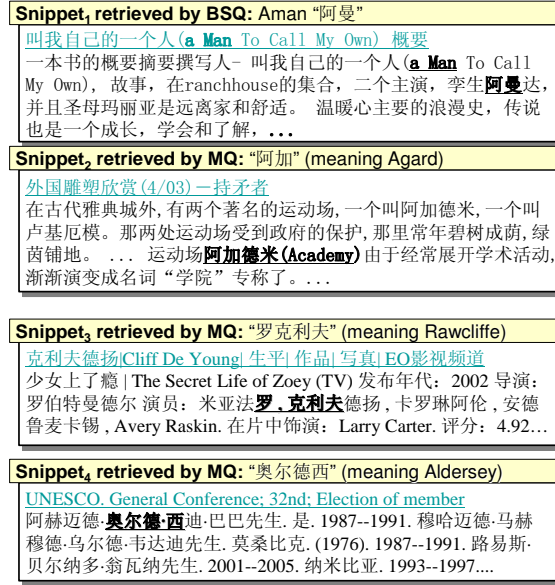 Snippet1 retrieved by BSQ: Aman “阿曼”
叫我自己的一个人(a Man To Call My Own) 概要
一本书的概要摘要撰写人- 叫我自己的一个人(a Man To Call
My Own), 故事，在ranchhouse的集合，二个主演，孪生阿曼达，
并且圣母玛丽亚是远离家和舒适。 温暖心主要的浪漫史，传说
也是一个成长，学会和了解，...
Snippet2 retrieved by MQ: “阿加” (meaning Agard)
外国雕塑欣赏(4/03)－持矛者
在古代雅典城外,有两个著名的运动场,一个叫阿加德米,一个叫
卢基厄模。那两处运动场受到政府的保护,那里常年碧树成荫,绿
茵铺地。 ... 运动场阿加德米(Academy)由于经常展开学术活动,
渐渐演变成名词“学院”专称了。...
Snippet3 retrieved by MQ: “罗克利夫” (meaning Rawcliffe)
克利夫德扬|Cliff De Young| 生平| 作品| 写真| EO影视频道
少女上了瘾 | The Secret Life of Zoey (TV) 发布年代：2002 导演：
罗伯特曼德尔 演员：米亚法罗 , 克利夫德扬 , 卡罗琳阿伦 , 安德
鲁麦卡锡 , Avery Raskin. 在片中饰演：Larry Carter. 评分：4.92…
Snippet4 retrieved by MQ: “奥尔德西” (meaning Aldersey)
UNESCO. General Conference; 32nd; Election of member
阿赫迈德·奥尔德·西迪·巴巴先生. 是. 1987--1991. 穆哈迈德·马赫
穆德·乌尔德·韦达迪先生. 莫桑比克. (1976). 1987--1991. 路易斯·
贝尔纳多·翁瓦纳先生. 2001--2005. 纳米比亚. 1993--1997....